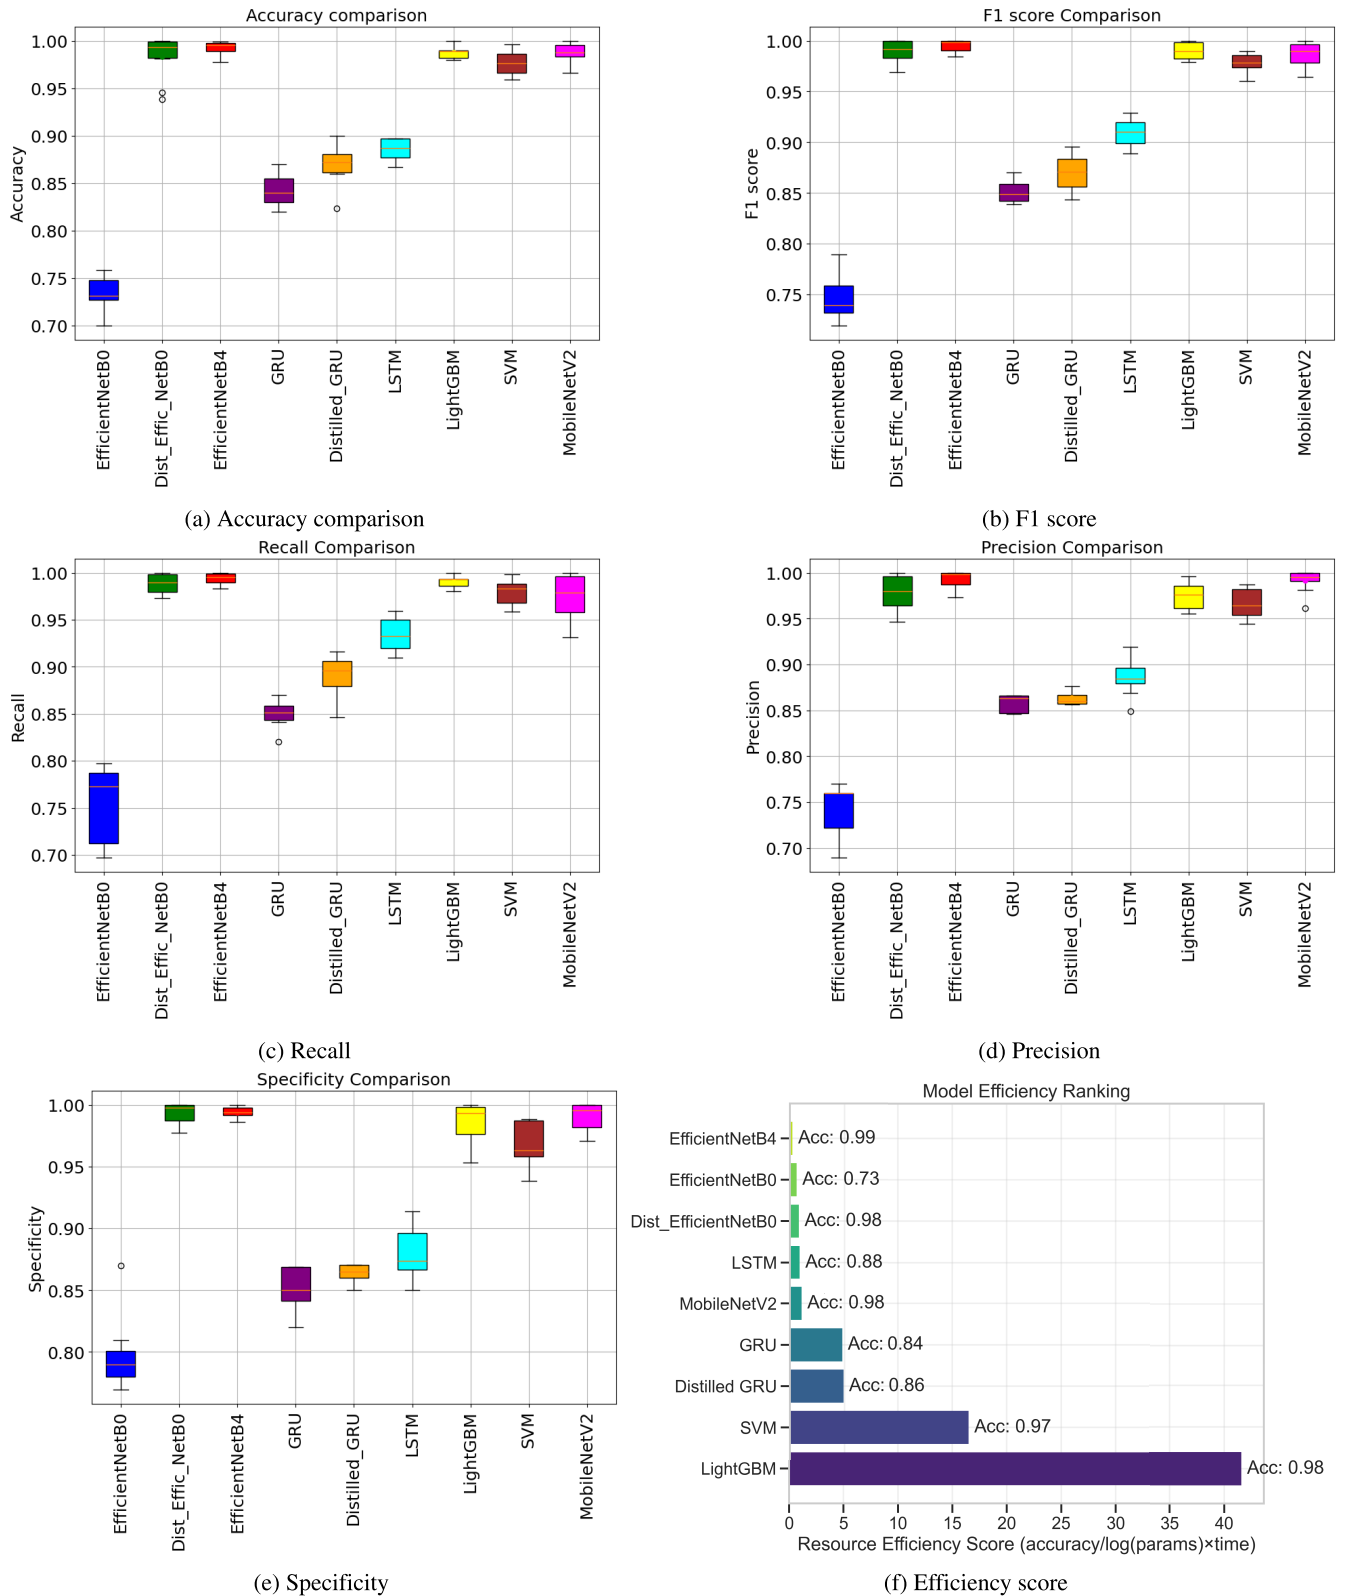 Accuracy comparison
1.00
0.95
0.90
0.85
0.80
0.75
0.70
Accuracy
EfficientNetB0
Dist_Effic_NetB0
EfficientNetB4
GRU
Distilled_GRU
LSTM
LightGBM
SVM
MobileNetV2
(a) Accuracy comparison
F1 score Comparison
1.00
0.95
0.90
0.85
0.80
0.75
F1 score
EfficientNetB0
Dist_Effic_NetB0
EfficientNetB4
GRU
Distilled_GRU
LSTM
LightGBM
SVM
MobileNetV2
(b) F1 score
Recall Comparison
1.00
0.95
0.90
0.85
0.80
0.75
0.70
Recall
EfficientNetB0
Dist_Effic_NetB0
EfficientNetB4
GRU
Distilled_GRU
LSTM
LightGBM
SVM
MobileNetV2
(c) Recall
Precision Comparison
1.00
0.95
0.90
0.85
0.80
0.75
0.70
Precision
EfficientNetB0
Dist_Effic_NetB0
EfficientNetB4
GRU
Distilled_GRU
LSTM
LightGBM
SVM
MobileNetV2
(d) Precision
Specificity Comparison
1.00
0.95
0.90
0.85
0.80
Specificity
EfficientNetB0
Dist_Effic_NetB0
EfficientNetB4
GRU
Distilled_GRU
LSTM
LightGBM
SVM
MobileNetV2
(e) Specificity
Model Efficiency Ranking
EfficientNetB4 Acc: 0.99
EfficientNetB0 Acc: 0.73
Dist_EfficientNetB0 Acc: 0.98
LSTM Acc: 0.88
MobileNetV2 Acc: 0.98
GRU Acc: 0.84
Distilled GRU Acc: 0.86
SVM Acc: 0.97
LightGBM Acc: 0.98
0 5 10 15 20 25 30 35 40
Resource Efficiency Score (accuracy/log(params)×time)
(f) Efficiency score